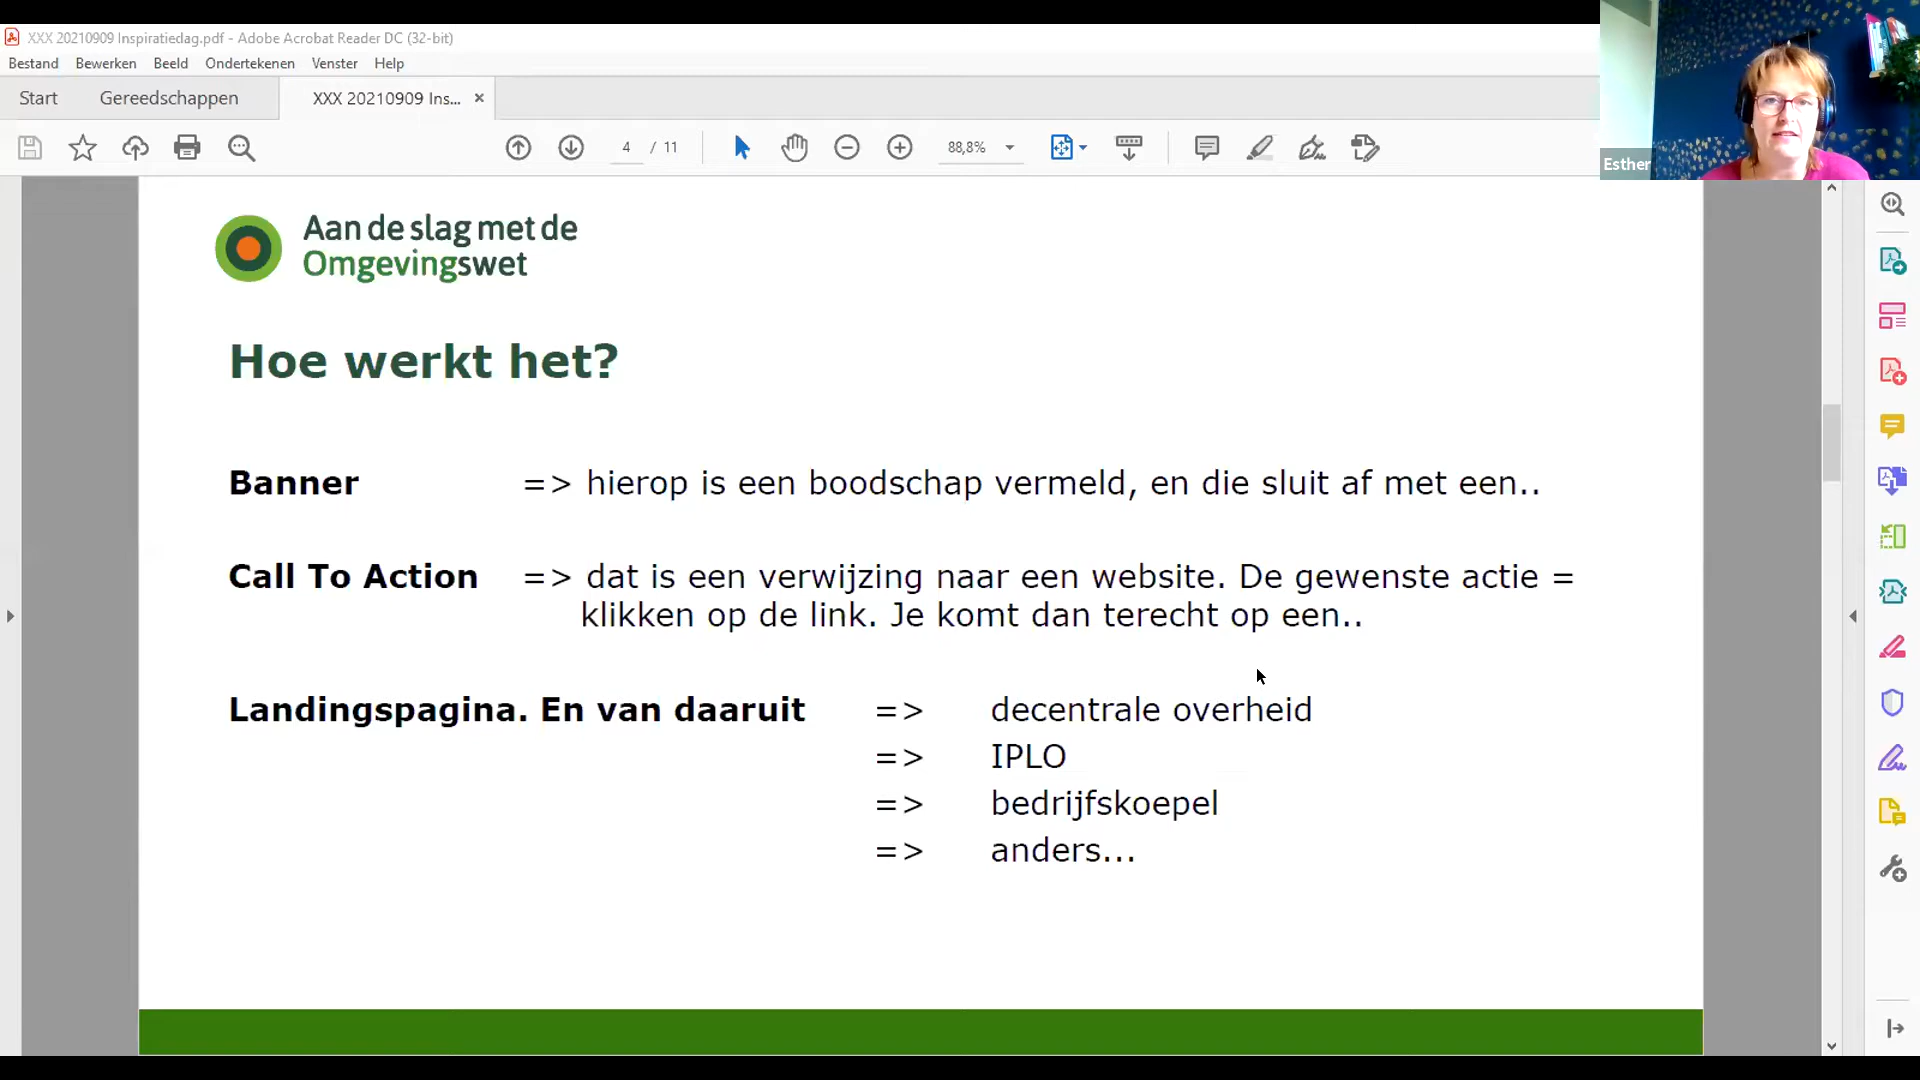 XXX 20210909 Inspiratiedag.pdf - Adobe Acrobat Reader DC (32-bit)
Bestand Bewerken Beeld Ondertekenen Venster Help
Start Gereedschappen XXX 20210909 Ins... ×
4 / 11 88,8%
Esther
Aan de slag met de
Omgevingswet
Hoe werkt het?
Banner => hierop is een boodschap vermeld, en die sluit af met een..
Call To Action => dat is een verwijzing naar een website. De gewenste actie =
klikken op de link. Je komt dan terecht op een..
Landingspagina. En van daaruit => decentrale overheid
=> IPLO
=> bedrijfskoepel
=> anders...